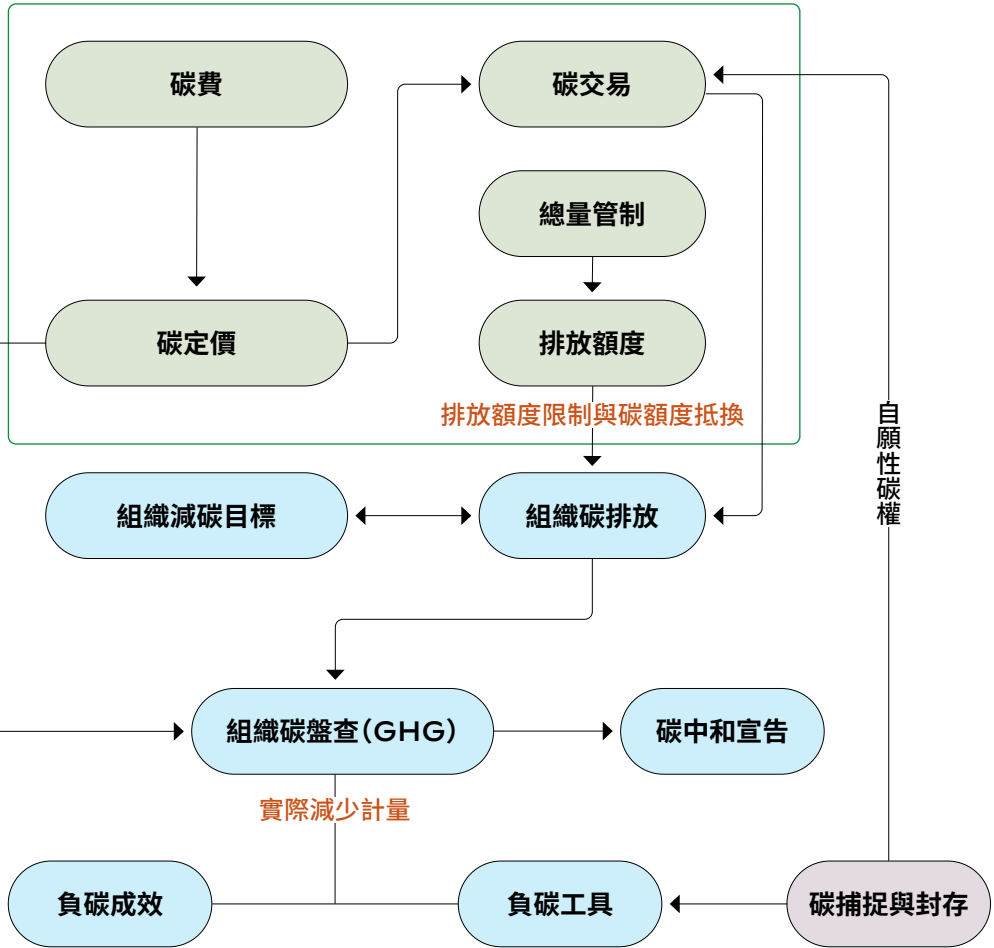 碳費
碳交易
總量管制
碳定價
排放額度
排放額度限制與碳額度抵換
自願性碳權
組織減碳目標
組織碳排放
組織碳盤查(GHG)
碳中和宣告
實際減少計量
負碳成效
負碳工具
碳捕捉與封存